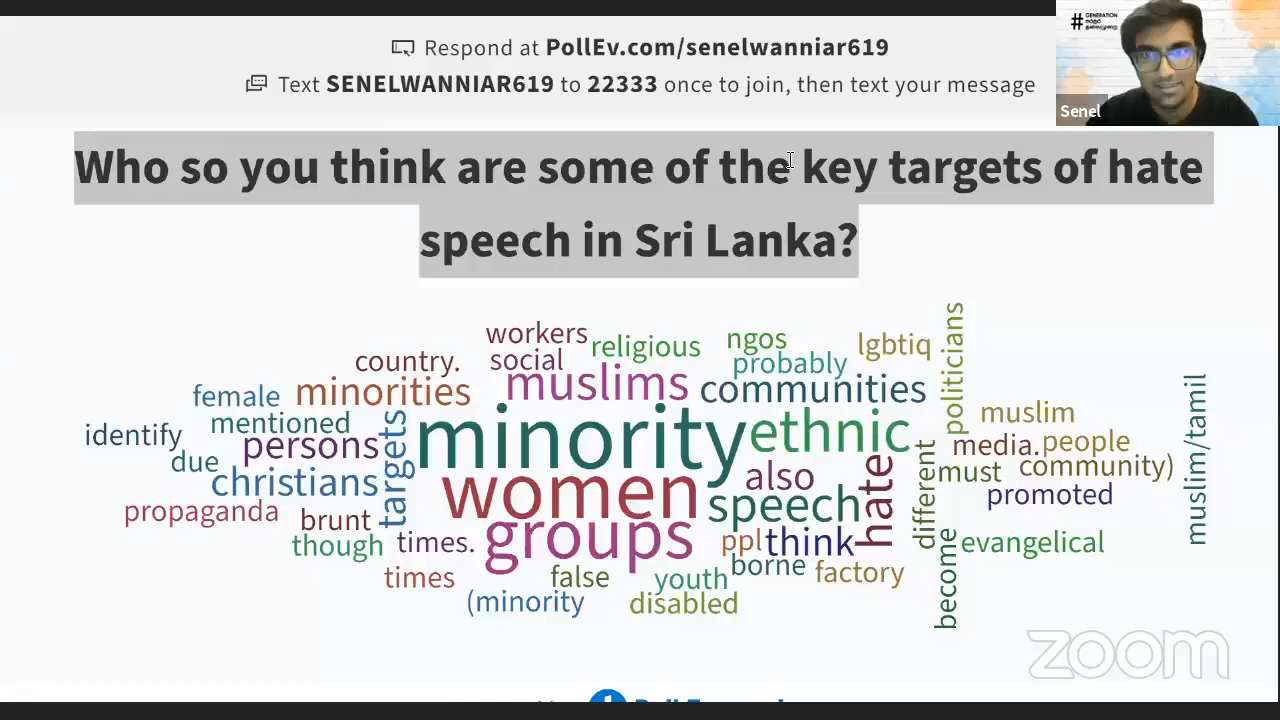 Respond at PollEv.com/senelwanniar619
Text SENELWANNIAR619 to 22333 once to join, then text your message
# GENERATION
Senel
Who so you think are some of the key targets of hate
speech in Sri Lanka?
workers
religious
ngos
lgbtiq
politicians
country.
social
probably
female
minorities
muslims
communities
muslim/tamil
identify
mentioned
persons
targets
minority
ethnic
muslim
media.
people
due
christians
women
also
hate
different
must
community)
propaganda
brunt
groups
speech
promoted
though
times.
ppl
think
become
evangelical
times
false
youth
borne
factory
(minority
disabled
zoom